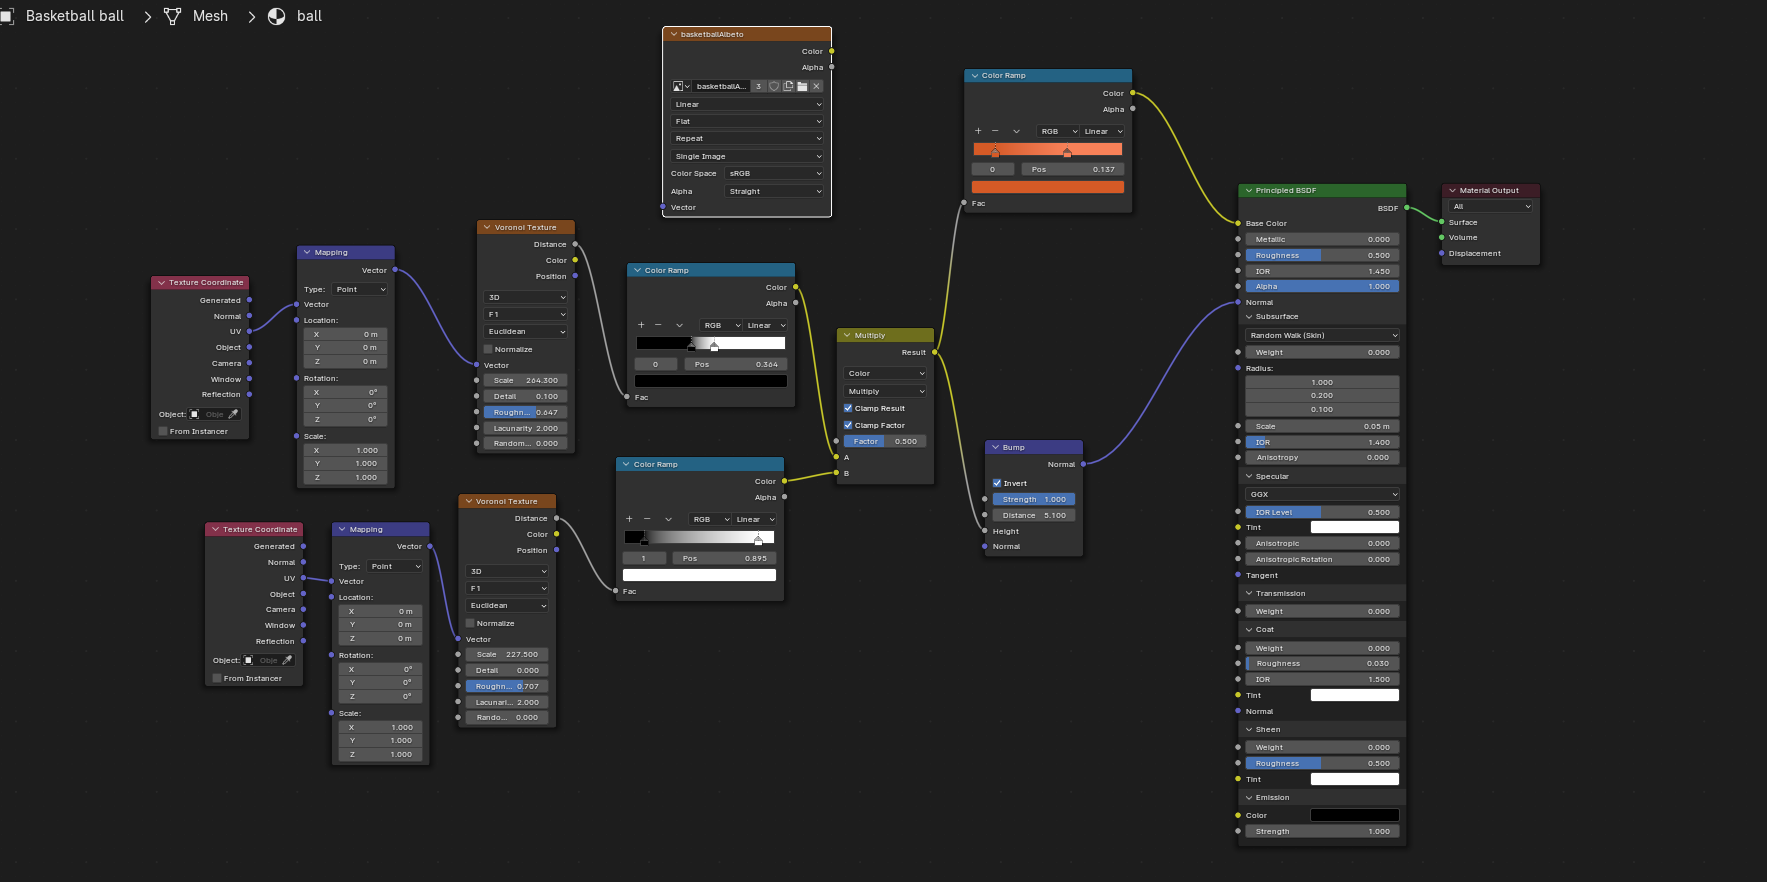 Basketball ball > Mesh > ball
basketballAlbeto
Color
Alpha
basketballA... 3
Linear
Flat
Repeat
Single Image
Color Space sRGB
Alpha Straight
Vector
Color Ramp
Color
Alpha
RGB Linear
0 Pos 0.137
Fac
Texture Coordinate
Generated
Normal
UV
Object
Camera
Window
Reflection
Object: Obje
From Instancer
Mapping
Vector
Type: Point
Vector
Location:
X 0 m
Y 0 m
Z 0 m
Rotation:
X 0°
Y 0°
Z 0°
Scale:
X 1.000
Y 1.000
Z 1.000
Voronoi Texture
Distance
Color
Position
3D
F1
Euclidean
Normalize
Vector
Scale 264.300
Detail 0.100
Roughn... 0.647
Lacunarity 2.000
Random... 0.000
Color Ramp
Color
Alpha
RGB Linear
0 Pos 0.364
Fac
Texture Coordinate
Generated
Normal
UV
Object
Camera
Window
Reflection
Object: Obje
From Instancer
Mapping
Vector
Type: Point
Vector
Location:
X 0 m
Y 0 m
Z 0 m
Rotation:
X 0°
Y 0°
Z 0°
Scale:
X 1.000
Y 1.000
Z 1.000
Voronoi Texture
Distance
Color
Position
3D
F1
Euclidean
Normalize
Vector
Scale 227.500
Detail 0.000
Roughn... 0.707
Lacunari... 2.000
Rando... 0.000
Color Ramp
Color
Alpha
RGB Linear
1 Pos 0.895
Fac
Multiply
Result
Color
Multiply
Clamp Result
Clamp Factor
Factor 0.500
A
B
Bump
Normal
Invert
Strength 1.000
Distance 5.100
Height
Normal
Principled BSDF
BSDF
Base Color
Metallic 0.000
Roughness 0.500
IOR 1.450
Alpha 1.000
Normal
Subsurface
Random Walk (Skin)
Weight 0.000
Radius:
1.000
0.200
0.100
Scale 0.05 m
IOR 1.400
Anisotropy 0.000
Specular
GGX
IOR Level 0.500
Tint
Anisotropic 0.000
Anisotropic Rotation 0.000
Tangent
Transmission
Weight 0.000
Coat
Weight 0.000
Roughness 0.030
IOR 1.500
Tint
Normal
Sheen
Weight 0.000
Roughness 0.500
Tint
Emission
Color
Strength 1.000
Material Output
All
Surface
Volume
Displacement